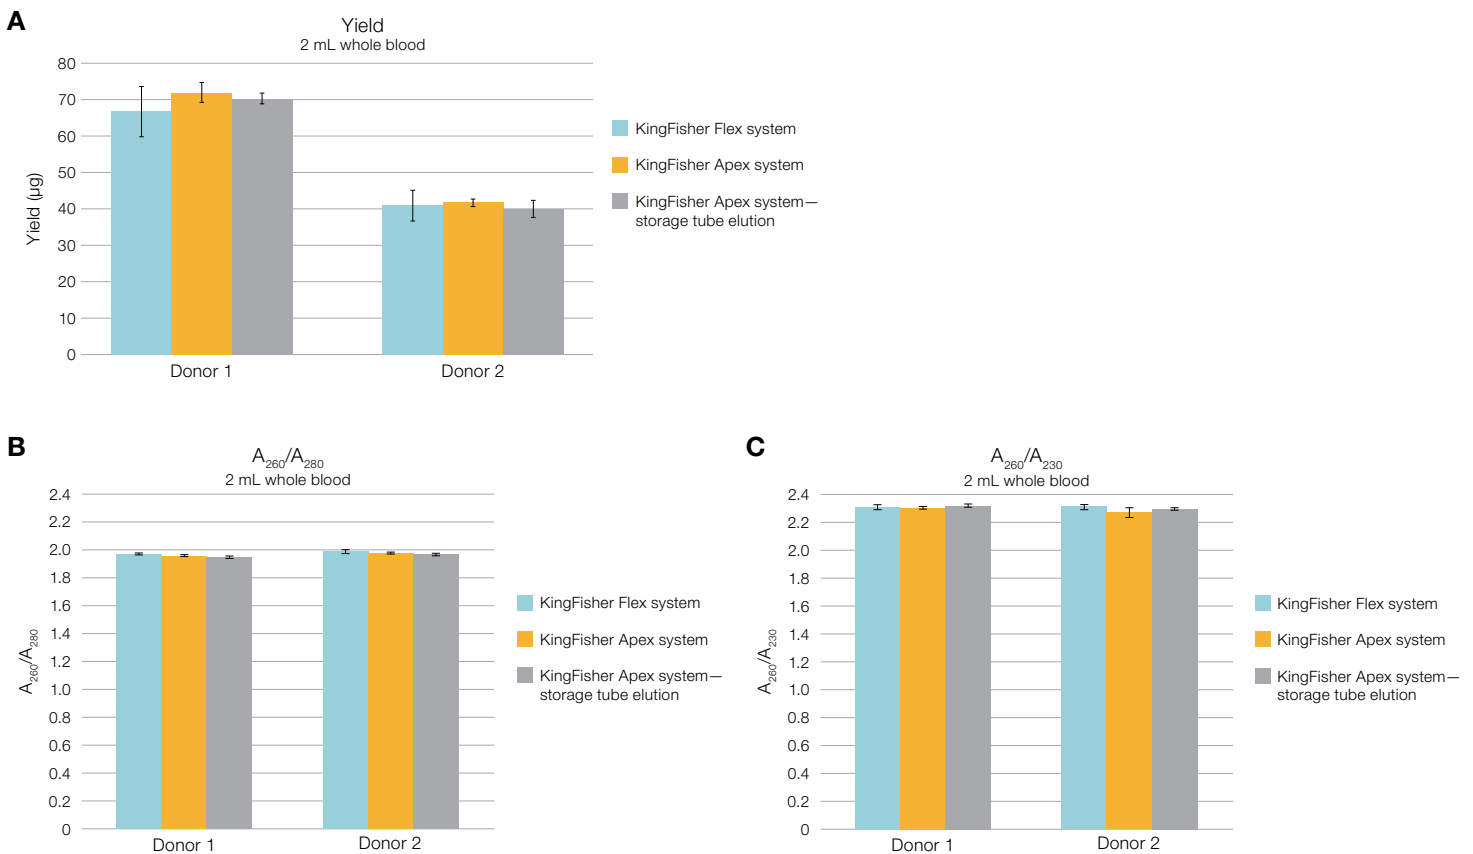 A
Yield
2 mL whole blood
Yield (µg)
80
70
60
50
40
30
20
10
0
Donor 1
Donor 2
KingFisher Flex system
KingFisher Apex system
KingFisher Apex system—
storage tube elution
B
A260/A280
2 mL whole blood
A260/A280
2.4
2.2
2.0
1.8
1.6
1.4
1.2
1.0
0.8
0.6
0.4
0.2
0
Donor 1
Donor 2
KingFisher Flex system
KingFisher Apex system
KingFisher Apex system—
storage tube elution
C
A260/A230
2 mL whole blood
A260/A230
2.4
2.2
2.0
1.8
1.6
1.4
1.2
1.0
0.8
0.6
0.4
0.2
0
Donor 1
Donor 2
KingFisher Flex system
KingFisher Apex system
KingFisher Apex system—
storage tube elution